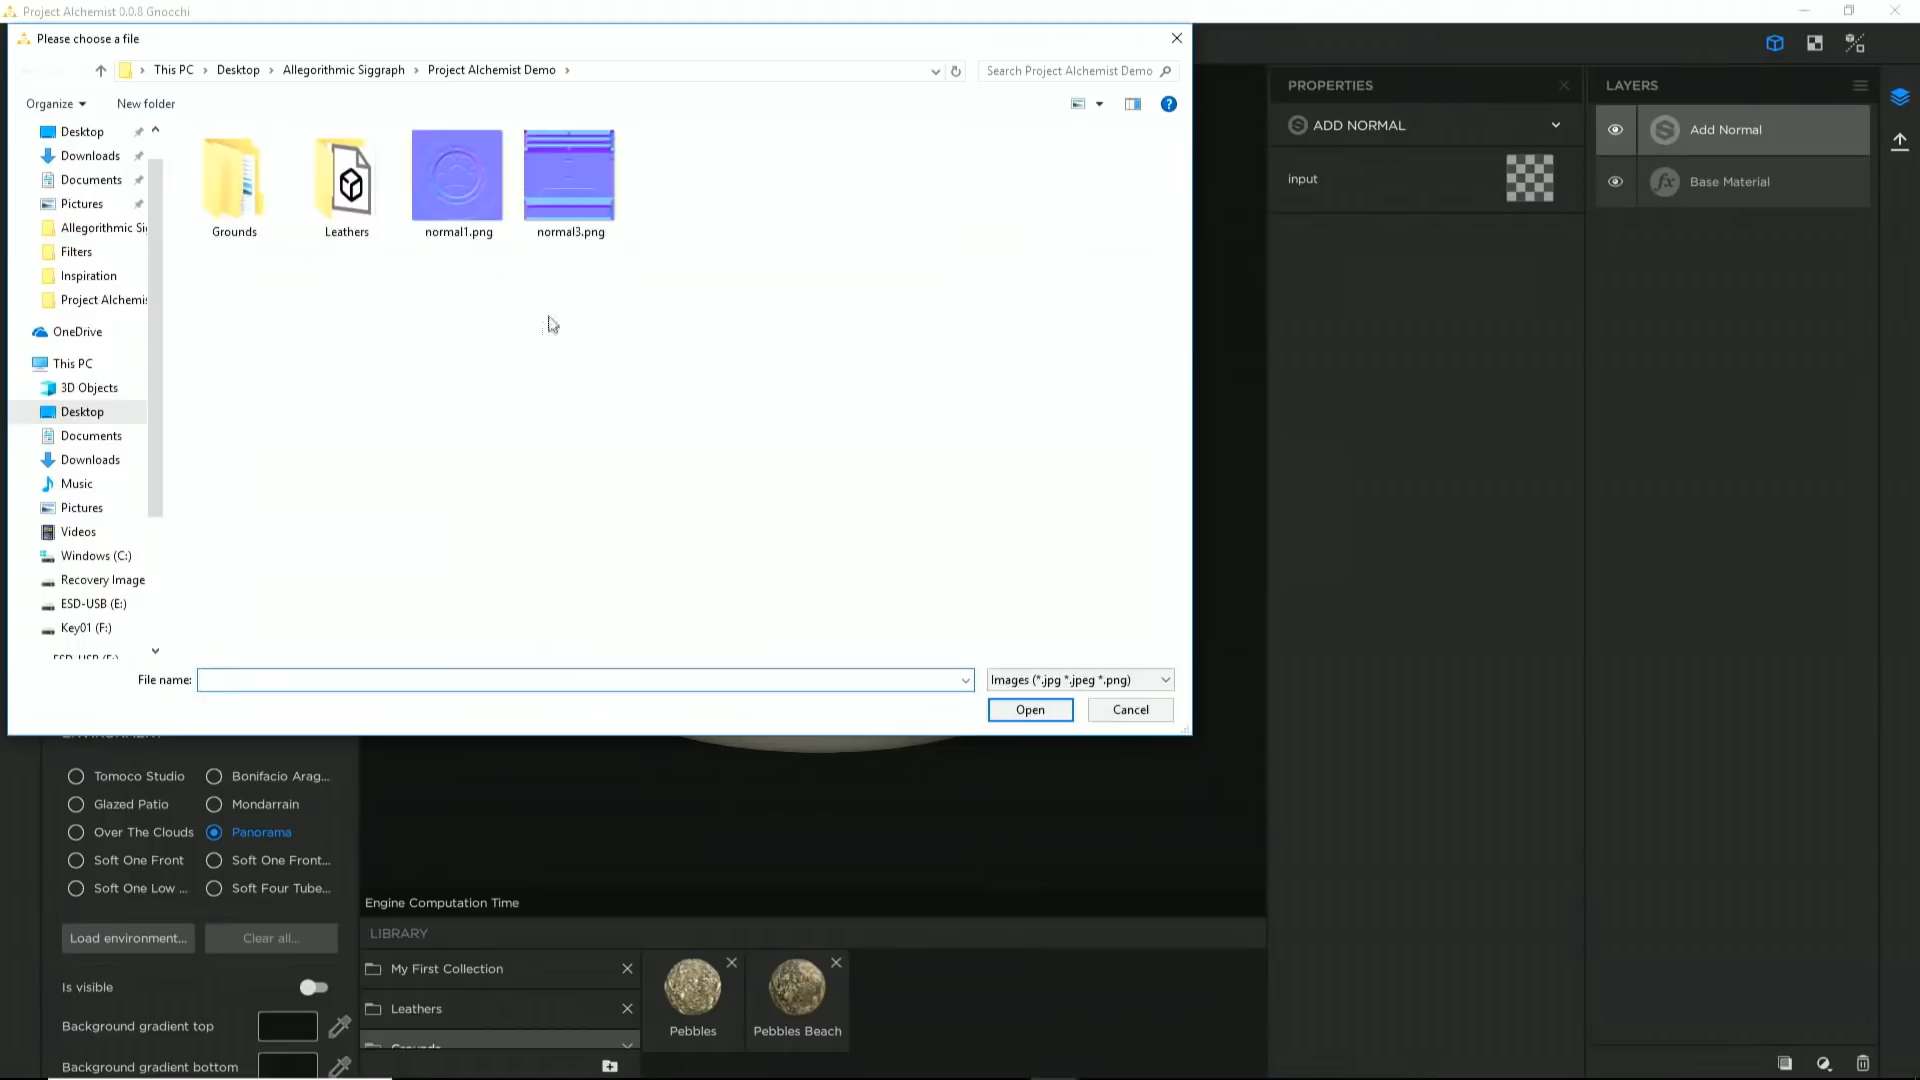 Project Alchemist 0.0.8 Gnocchi
Please choose a file
This PC > Desktop > Allegorithmic Siggraph > Project Alchemist Demo >
Search Project Alchemist Demo
Organize
New folder
Desktop
Downloads
Documents
Pictures
Allegorithmic Si
Filters
Inspiration
Project Alchemis
OneDrive
This PC
3D Objects
Desktop
Documents
Downloads
Music
Pictures
Videos
Windows (C:)
Recovery Image
ESD-USB (E:)
Key01 (F:)
Grounds
Leathers
normal1.png
normal3.png
File name:
Images (*.jpg *.jpeg *.png)
Open
Cancel
PROPERTIES
ADD NORMAL
input
LAYERS
Add Normal
Base Material
Tomoco Studio
Bonifacio Arag...
Glazed Patio
Mondarrain
Over The Clouds
Panorama
Soft One Front
Soft One Front...
Soft One Low ...
Soft Four Tube...
Load environment...
Clear all...
Is visible
Background gradient top
Background gradient bottom
Engine Computation Time
LIBRARY
My First Collection
Leathers
Grounds
Pebbles
Pebbles Beach